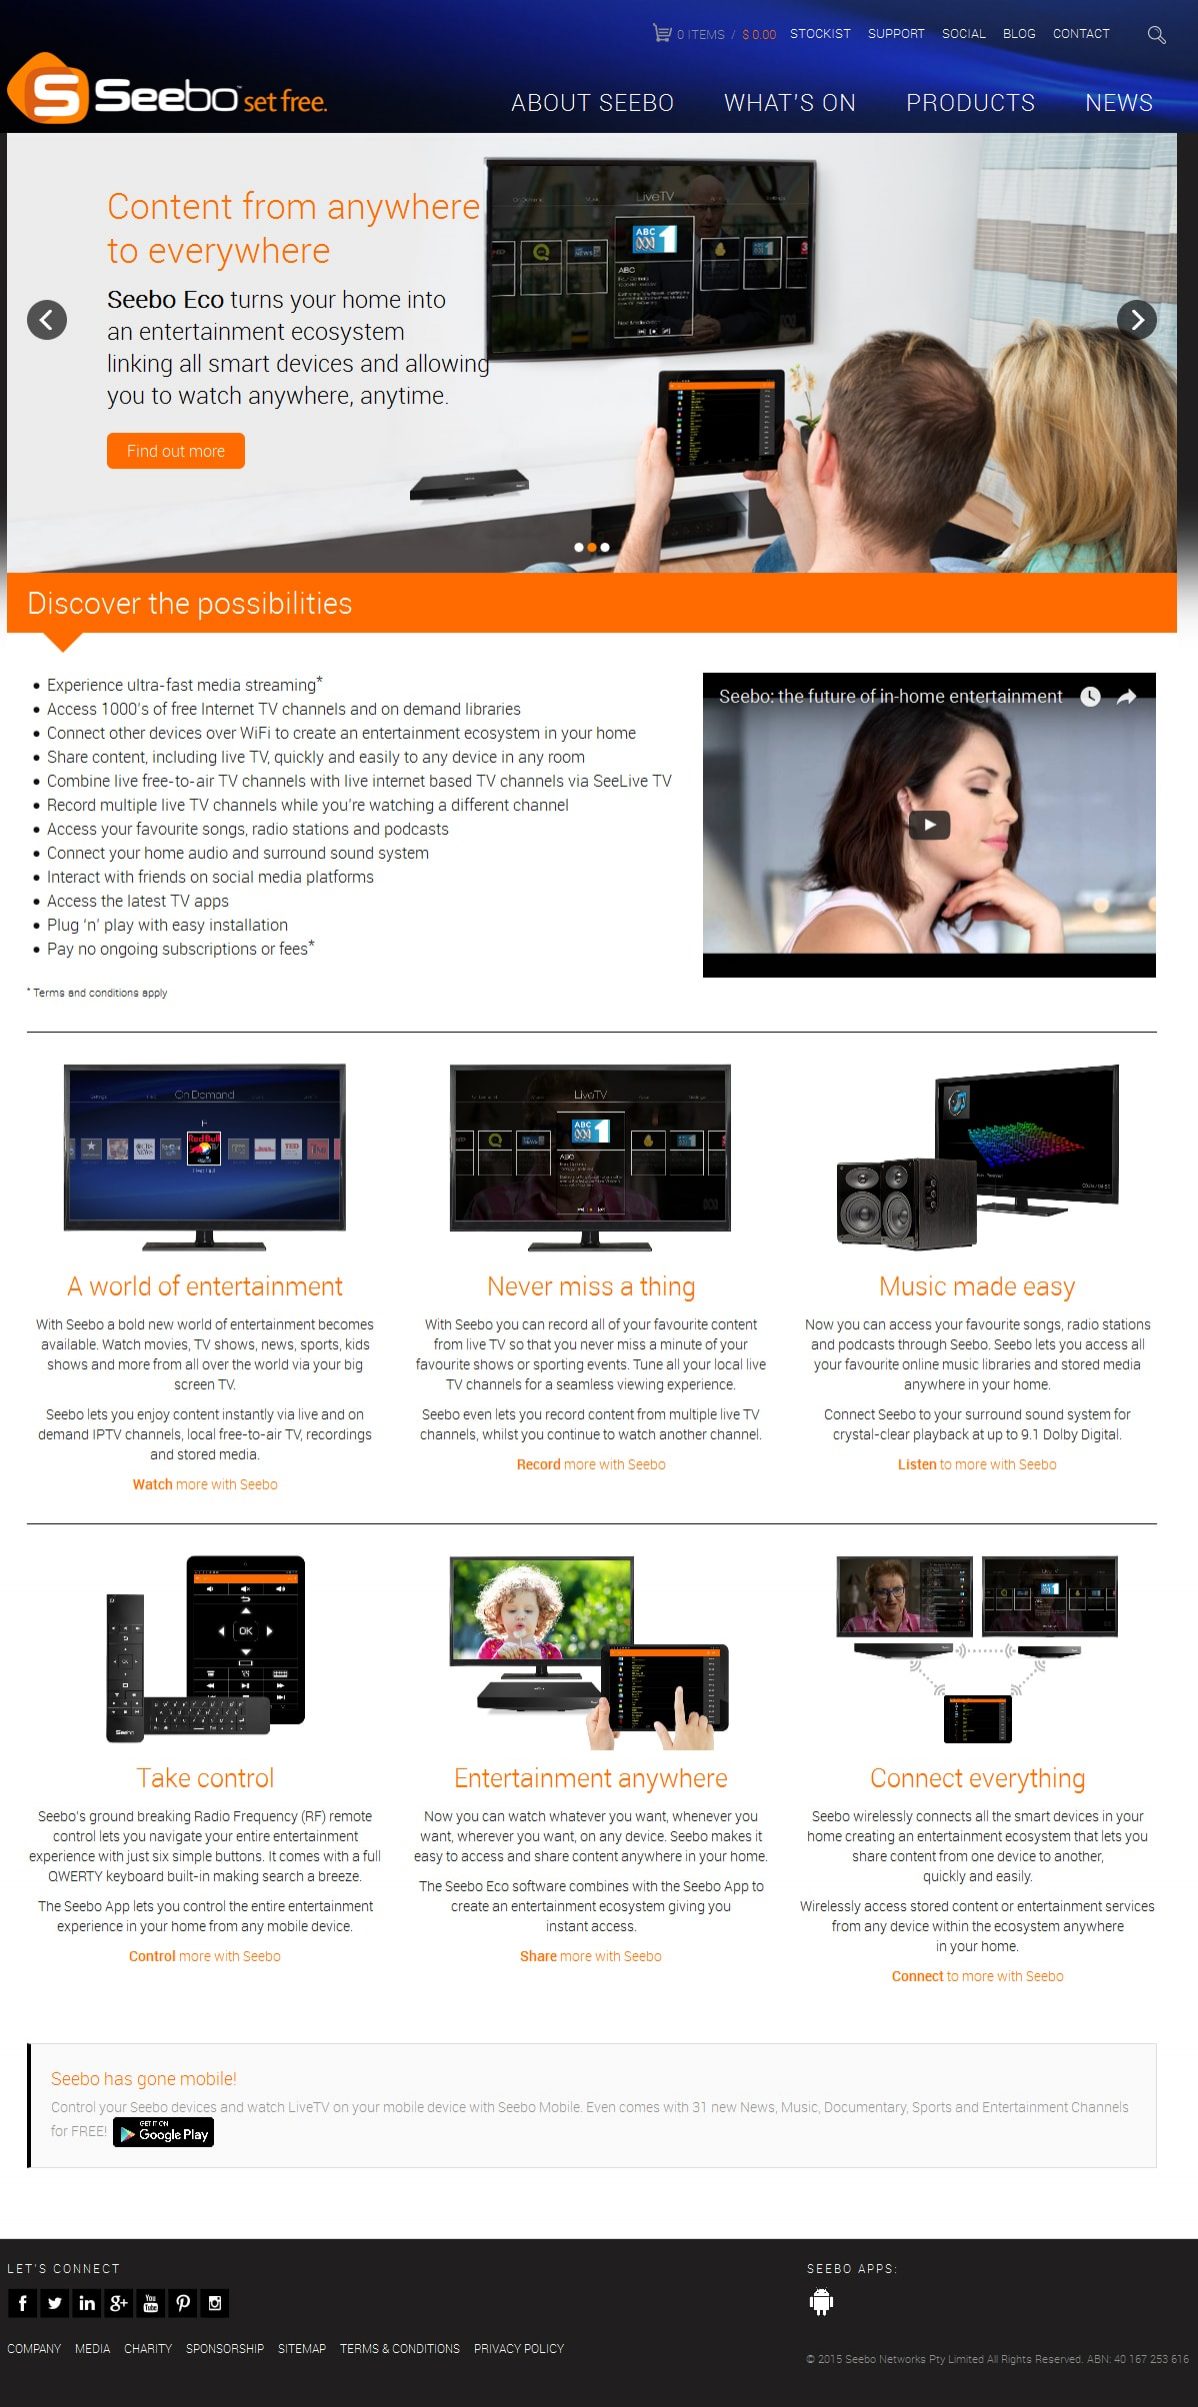 0 ITEMS / $ 0.00 STOCKIST SUPPORT SOCIAL BLOG CONTACT
S Seebo™ set free.
ABOUT SEEBO WHAT'S ON PRODUCTS NEWS
Content from anywhere
to everywhere
Seebo Eco turns your home into
an entertainment ecosystem
linking all smart devices and allowing
you to watch anywhere, anytime.
Find out more
LiveTV
ABC 1
ABC
Discover the possibilities
• Experience ultra-fast media streaming*
• Access 1000's of free Internet TV channels and on demand libraries
• Connect other devices over WiFi to create an entertainment ecosystem in your home
• Share content, including live TV, quickly and easily to any device in any room
• Combine live free-to-air TV channels with live internet based TV channels via SeeLive TV
• Record multiple live TV channels while you're watching a different channel
• Access your favourite songs, radio stations and podcasts
• Connect your home audio and surround sound system
• Interact with friends on social media platforms
• Access the latest TV apps
• Plug 'n' play with easy installation
• Pay no ongoing subscriptions or fees*
* Terms and conditions apply
Seebo: the future of in-home entertainment
On Demand
Red Bull
TED
LiveTV
ABC 1
ABC
A world of entertainment
With Seebo a bold new world of entertainment becomes
available. Watch movies, TV shows, news, sports, kids
shows and more from all over the world via your big
screen TV.
Seebo lets you enjoy content instantly via live and on
demand IPTV channels, local free-to-air TV, recordings
and stored media.
Watch more with Seebo
Never miss a thing
With Seebo you can record all of your favourite content
from live TV so that you never miss a minute of your
favourite shows or sporting events. Tune all your local live
TV channels for a seamless viewing experience.
Seebo even lets you record content from multiple live TV
channels, whilst you continue to watch another channel.
Record more with Seebo
Music made easy
Now you can access your favourite songs, radio stations
and podcasts through Seebo. Seebo lets you access all
your favourite online music libraries and stored media
anywhere in your home.
Connect Seebo to your surround sound system for
crystal-clear playback at up to 9.1 Dolby Digital.
Listen to more with Seebo
OK
Seebo
Take control
Seebo's ground breaking Radio Frequency (RF) remote
control lets you navigate your entire entertainment
experience with just six simple buttons. It comes with a full
QWERTY keyboard built-in making search a breeze.
The Seebo App lets you control the entire entertainment
experience in your home from any mobile device.
Control more with Seebo
Entertainment anywhere
Now you can watch whatever you want, whenever you
want, wherever you want, on any device. Seebo makes it
easy to access and share content anywhere in your home.
The Seebo Eco software combines with the Seebo App to
create an entertainment ecosystem giving you
instant access.
Share more with Seebo
Connect everything
Seebo wirelessly connects all the smart devices in your
home creating an entertainment ecosystem that lets you
share content from one device to another,
quickly and easily.
Wirelessly access stored content or entertainment services
from any device within the ecosystem anywhere
in your home.
Connect to more with Seebo
Seebo has gone mobile!
Control your Seebo devices and watch LiveTV on your mobile device with Seebo Mobile. Even comes with 31 new News, Music, Documentary, Sports and Entertainment Channels
for FREE! GET IT ON Google Play
LET'S CONNECT
SEEBO APPS:
f in g+ You Tube
COMPANY MEDIA CHARITY SPONSORSHIP SITEMAP TERMS & CONDITIONS PRIVACY POLICY
© 2015 Seebo Networks Pty Limited All Rights Reserved. ABN: 40 167 253 616